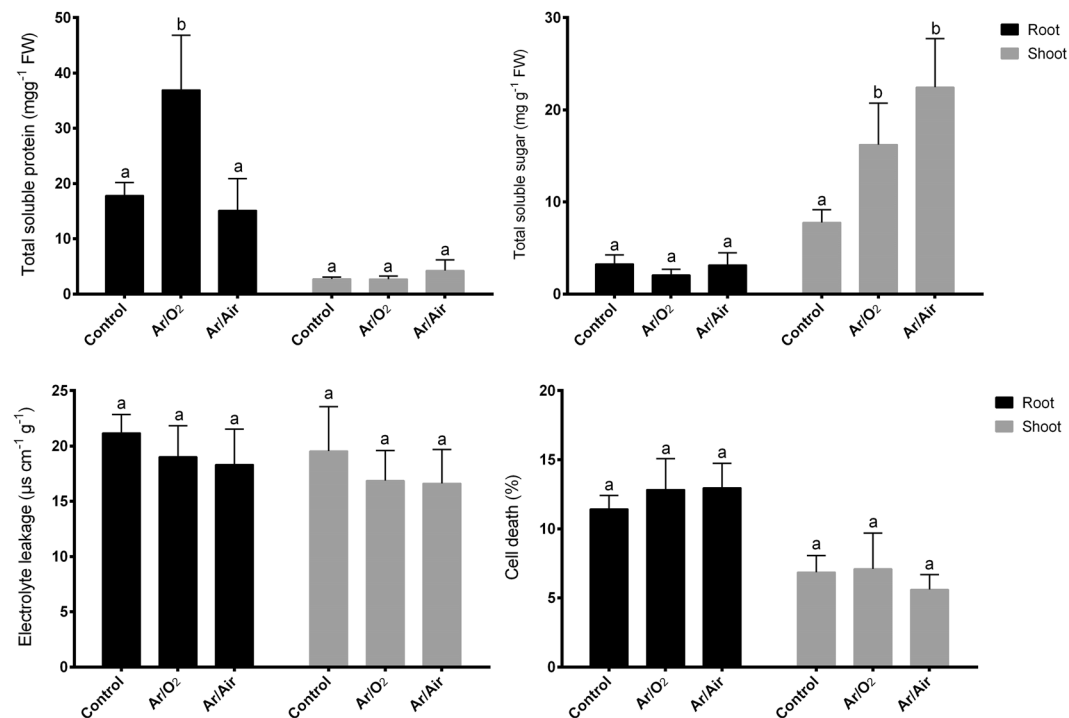 Total soluble protein (mgg⁻¹ FW)
50
40
30
20
10
0
a
b
a
a
a
a
Control
Ar/O₂
Ar/Air
Control
Ar/O₂
Ar/Air
Total soluble sugar (mg g⁻¹ FW)
30
20
10
0
a
a
a
a
b
b
Control
Ar/O₂
Ar/Air
Control
Ar/O₂
Ar/Air
Root
Shoot
Electrolyte leakage (µs cm⁻¹ g⁻¹)
25
20
15
10
5
0
a
a
a
a
a
a
Control
Ar/O₂
Ar/Air
Control
Ar/O₂
Ar/Air
Cell death (%)
20
15
10
5
0
a
a
a
a
a
a
Control
Ar/O₂
Ar/Air
Control
Ar/O₂
Ar/Air
Root
Shoot